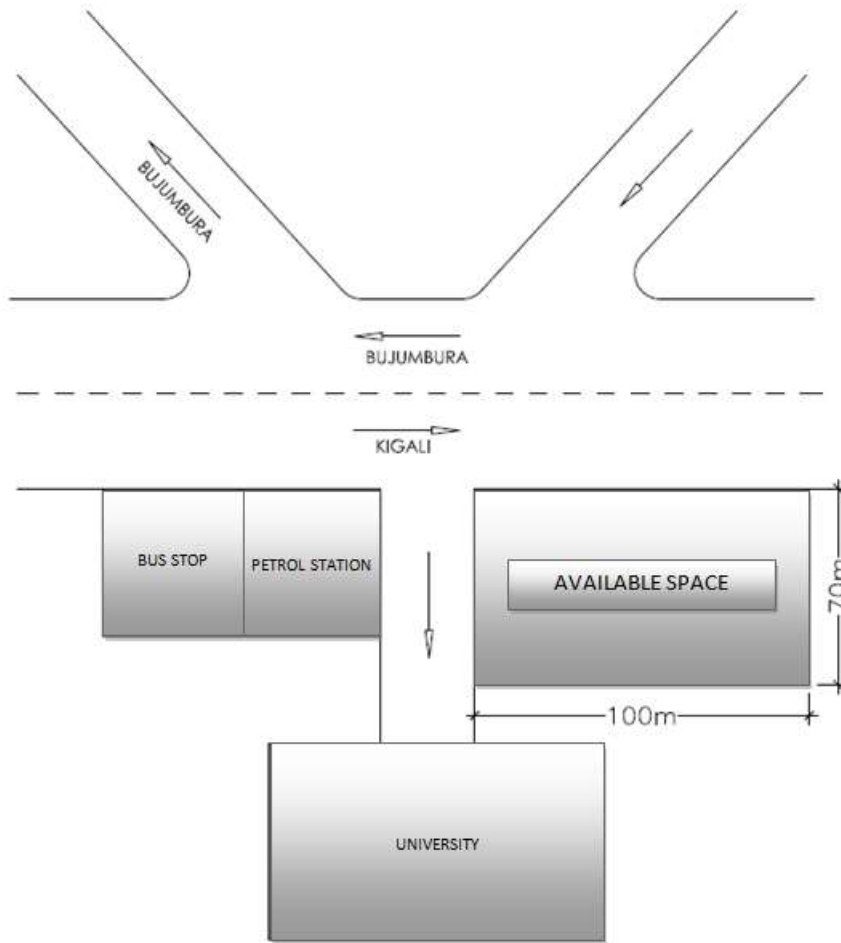 BUJUMBURA
BUJUMBURA
KIGALI
BUS STOP
PETROL STATION
AVAILABLE SPACE
70m
100m
UNIVERSITY